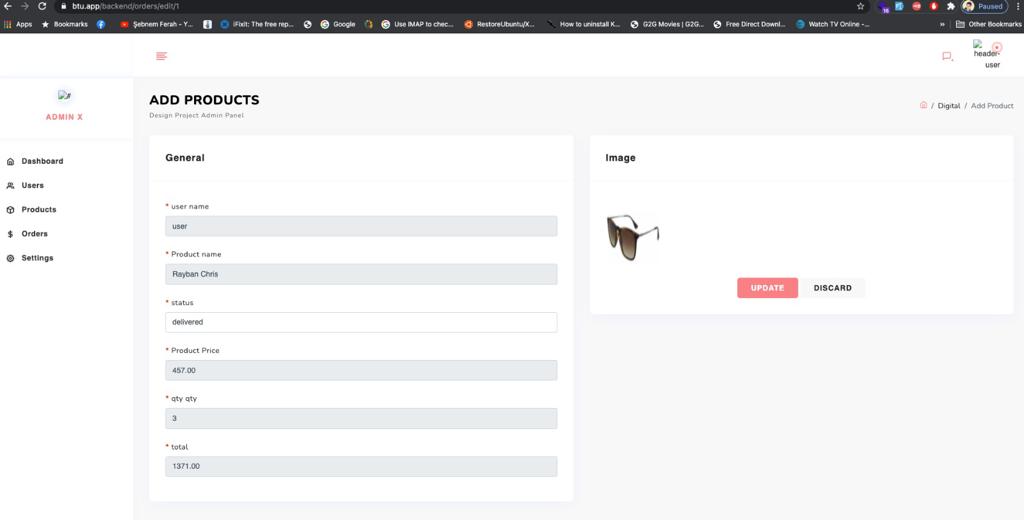 btu.app/backend/orders/edit/1
Paused
Apps
Bookmarks
Şebnem Ferah - Y...
iFixit: The free rep...
Google
Use IMAP to chec...
RestoreUbuntu/X...
How to uninstall K...
G2G Movies | G2G...
Free Direct Downl...
Watch TV Online -...
»
Other Bookmarks
header-
user
#
ADMIN X
Dashboard
Users
Products
Orders
Settings
ADD PRODUCTS
Design Project Admin Panel
/ Digital / Add Product
General
* user name
user
* Product name
Rayban Chris
* status
delivered
* Product Price
457.00
* qty qty
3
* total
1371.00
Image
UPDATE
DISCARD